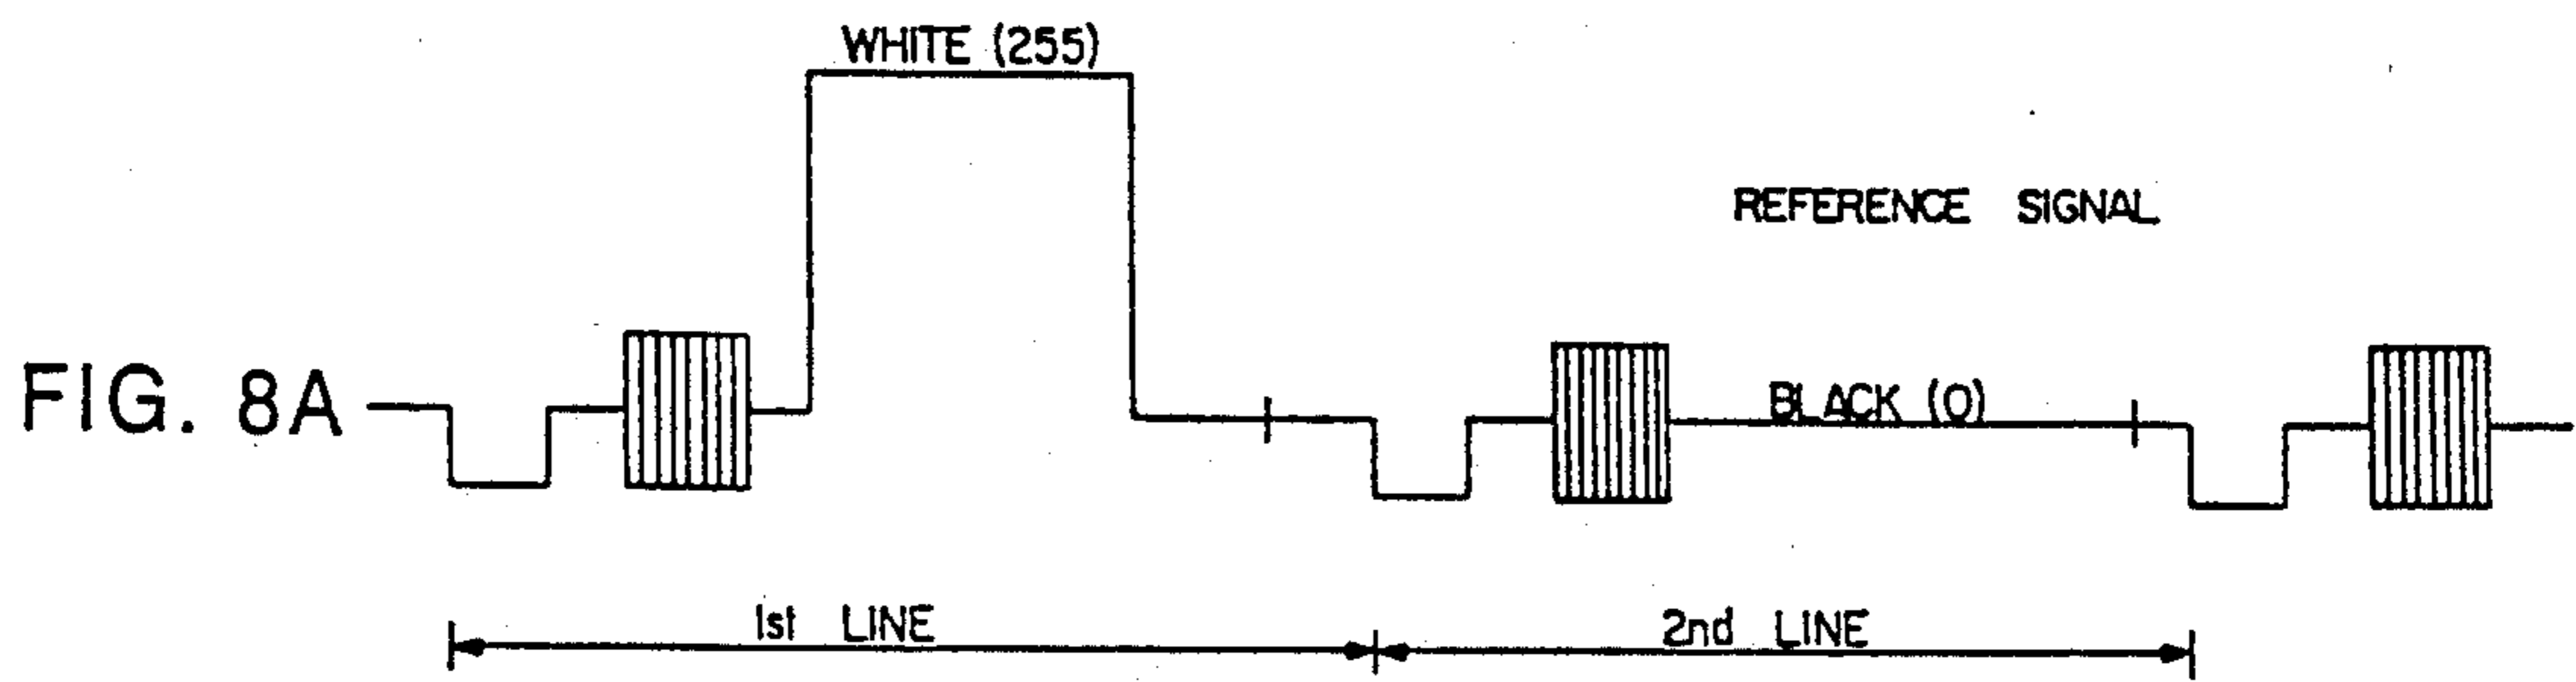 WHITE (255)
REFERENCE SIGNAL
FIG. 8A
BLACK (0)
1st LINE
2nd LINE